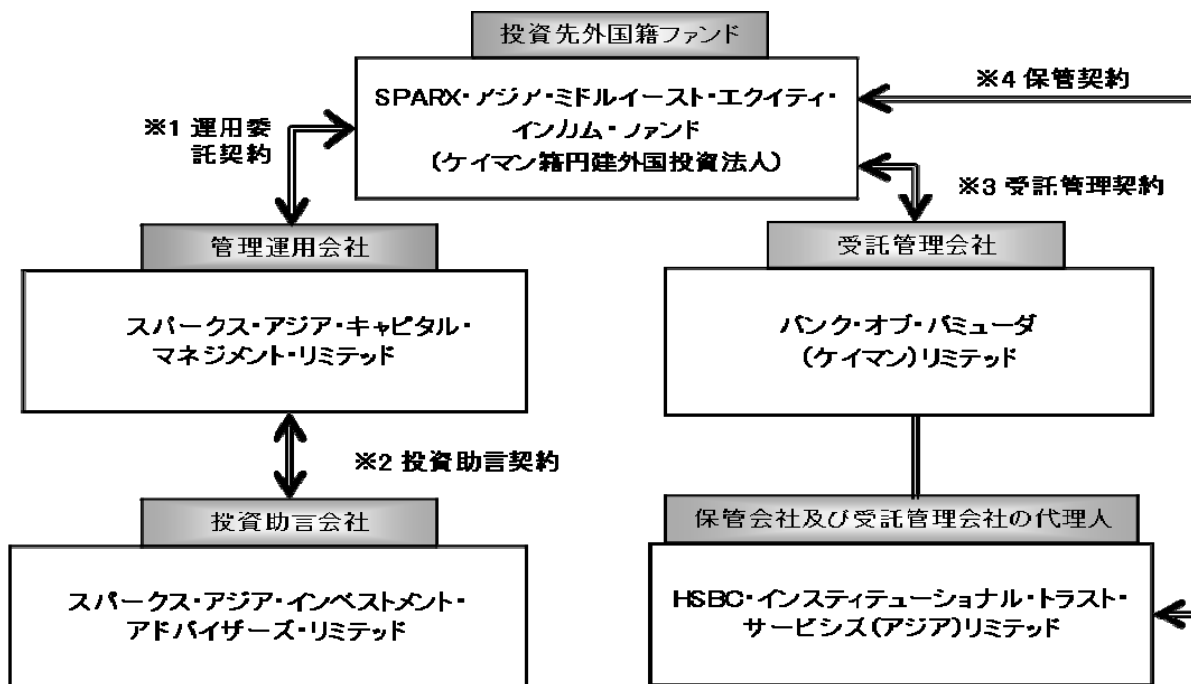 投資先外国籍ファンド
SPARX・アジア・ミドルイースト・エクイティ・
インカム・ファンド
(ケイマン籍円建外国投資法人)
※4 保管契約
※1 運用委
託契約
※3 受託管理契約
管理運用会社
スパークス・アジア・キャピタル・
マネジメント・リミテッド
受託管理会社
バンク・オブ・バミューダ
(ケイマン)リミテッド
※2 投資助言契約
投資助言会社
スパークス・アジア・インベストメント・
アドバイザーズ・リミテッド
保管会社及び受託管理会社の代理人
HSBC・インスティテューショナル・トラスト・
サービシズ(アジア)リミテッド